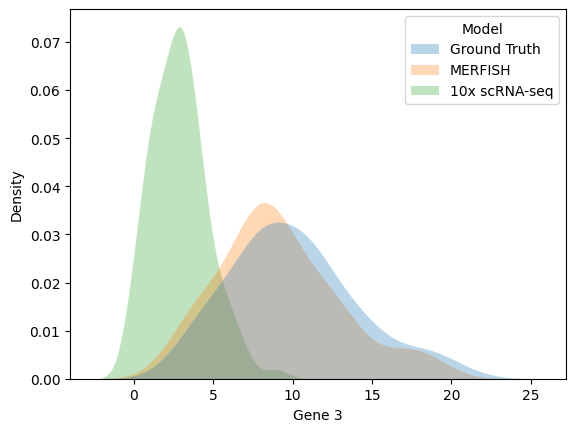 Model
Ground Truth
MERFISH
10x scRNA-seq
0.07
0.06
0.05
0.04
0.03
0.02
0.01
0.00
Density
0 5 10 15 20 25
Gene 3